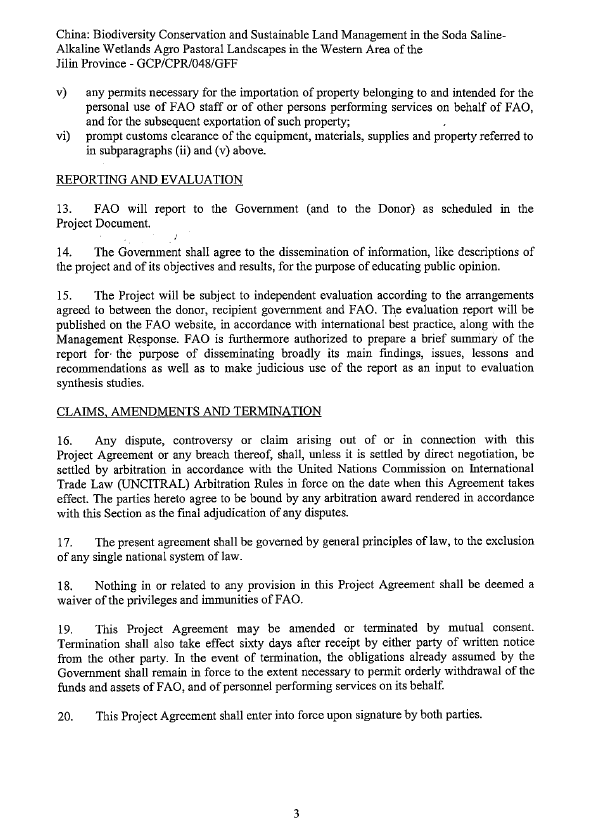 China: Biodiversity Conservation and Sustainable Land Management in the Soda Saline-
Alkaline Wetlands Agro Pastoral Landscapes in the Western Area of the
Jilin Province - GCP/CPR/048/GFF
v) any permits necessary for the importation of property belonging to and intended for the
personal use of FAO staff or of other persons performing services on behalf of FAO,
and for the subsequent exportation of such property;
vi) prompt customs clearance of the equipment, materials, supplies and property referred to
in subparagraphs (ii) and (v) above.
REPORTING AND EVALUATION
13. FAO will report to the Government (and to the Donor) as scheduled in the
Project Document.
14. The Government shall agree to the dissemination of information, like descriptions of
the project and of its objectives and results, for the purpose of educating public opinion.
15. The Project will be subject to independent evaluation according to the arrangements
agreed to between the donor, recipient government and FAO. The evaluation report will be
published on the FAO website, in accordance with international best practice, along with the
Management Response. FAO is furthermore authorized to prepare a brief summary of the
report for the purpose of disseminating broadly its main findings, issues, lessons and
recommendations as well as to make judicious use of the report as an input to evaluation
synthesis studies.
CLAIMS, AMENDMENTS AND TERMINATION
16. Any dispute, controversy or claim arising out of or in connection with this
Project Agreement or any breach thereof, shall, unless it is settled by direct negotiation, be
settled by arbitration in accordance with the United Nations Commission on International
Trade Law (UNCITRAL) Arbitration Rules in force on the date when this Agreement takes
effect. The parties hereto agree to be bound by any arbitration award rendered in accordance
with this Section as the final adjudication of any disputes.
17. The present agreement shall be governed by general principles of law, to the exclusion
of any single national system of law.
18. Nothing in or related to any provision in this Project Agreement shall be deemed a
waiver of the privileges and immunities of FAO.
19. This Project Agreement may be amended or terminated by mutual consent.
Termination shall also take effect sixty days after receipt by either party of written notice
from the other party. In the event of termination, the obligations already assumed by the
Government shall remain in force to the extent necessary to permit orderly withdrawal of the
funds and assets of FAO, and of personnel performing services on its behalf.
20. This Project Agreement shall enter into force upon signature by both parties.
3